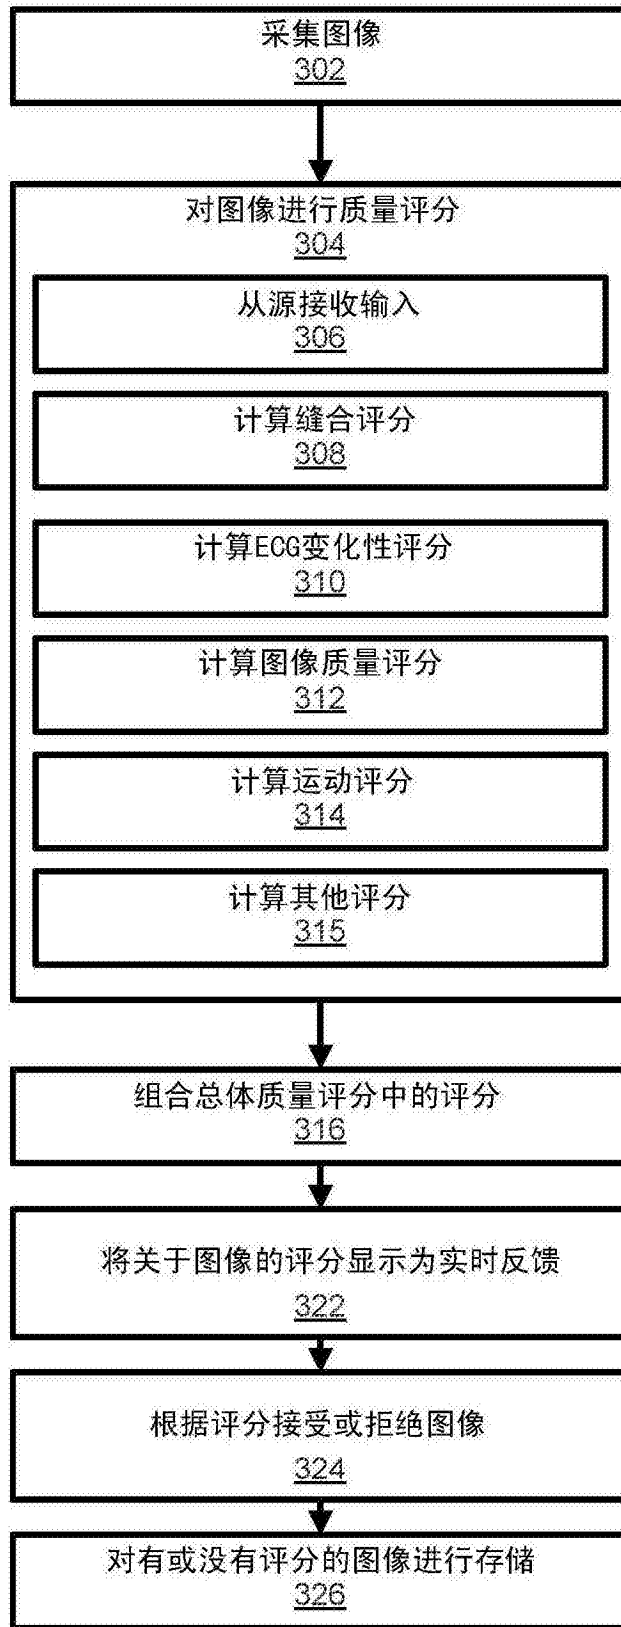 采集图像
302
对图像进行质量评分
304
从源接收输入
306
计算缝合评分
308
计算ECG变化性评分
310
计算图像质量评分
312
计算运动评分
314
计算其他评分
315
组合总体质量评分中的评分
316
将关于图像的评分显示为实时反馈
322
根据评分接受或拒绝图像
324
对有或没有评分的图像进行存储
326